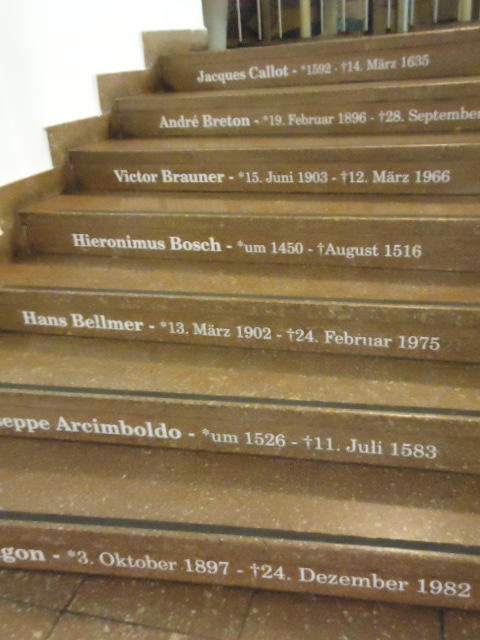 Jacques Callot - *1592 - †14. März 1635
André Breton - *19. Februar 1896 - †28. September
Victor Brauner - *15. Juni 1903 - †12. März 1966
Hieronimus Bosch - *um 1450 - †August 1516
Hans Bellmer - *13. März 1902 - †24. Februar 1975
seppe Arcimboldo - *um 1526 - †11. Juli 1583
agon - *3. Oktober 1897 - †24. Dezember 1982